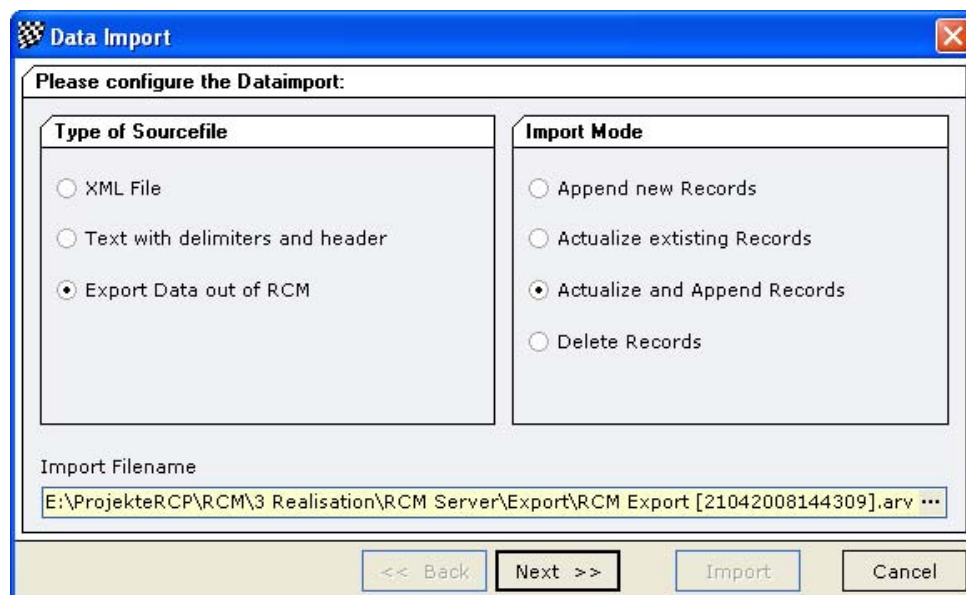 Data Import
Please configure the Dataimport:
Type of Sourcefile
XML File
Text with delimiters and header
Export Data out of RCM
Import Mode
Append new Records
Actualize extisting Records
Actualize and Append Records
Delete Records
Import Filename
E:\ProjekteRCP\RCM\3 Realisation\RCM Server\Export\RCM Export [21042008144309].arv ...
<< Back Next >> Import Cancel